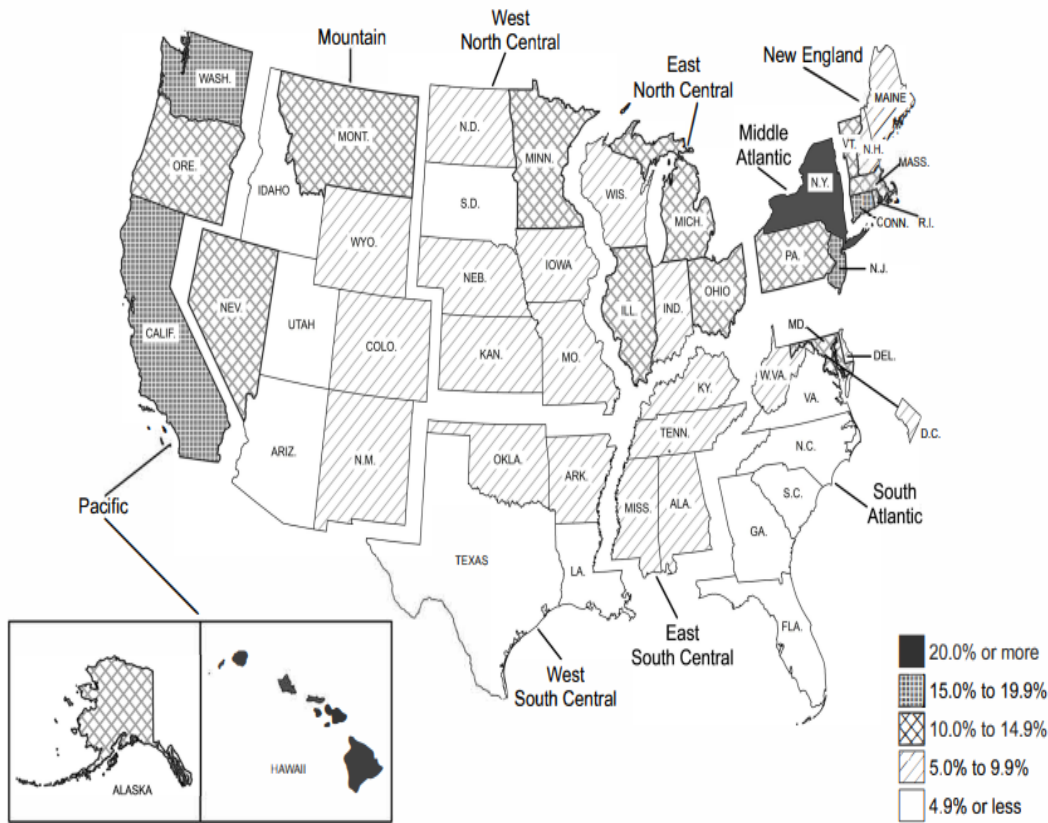 West
North Central
Mountain
East
North Central
New England
Middle
Atlantic
WASH.
MONT.
N.D.
MINN.
MAINE
VT.
N.H.
MASS.
ORE.
IDAHO
S.D.
WIS.
MICH.
N.Y.
CONN.
R.I.
WYO.
IOWA
PA.
N.J.
NEB.
NEV.
UTAH
COLO.
ILL.
IND.
OHIO
CALIF.
KAN.
MO.
MD.
DEL.
W.VA.
VA.
KY.
D.C.
ARIZ.
N.M.
OKLA.
ARK.
TENN.
N.C.
S.C.
South
Atlantic
MISS.
ALA.
GA.
Pacific
TEXAS
LA.
FLA.
East
South Central
West
South Central
20.0% or more
15.0% to 19.9%
10.0% to 14.9%
5.0% to 9.9%
4.9% or less
HAWAII
ALASKA